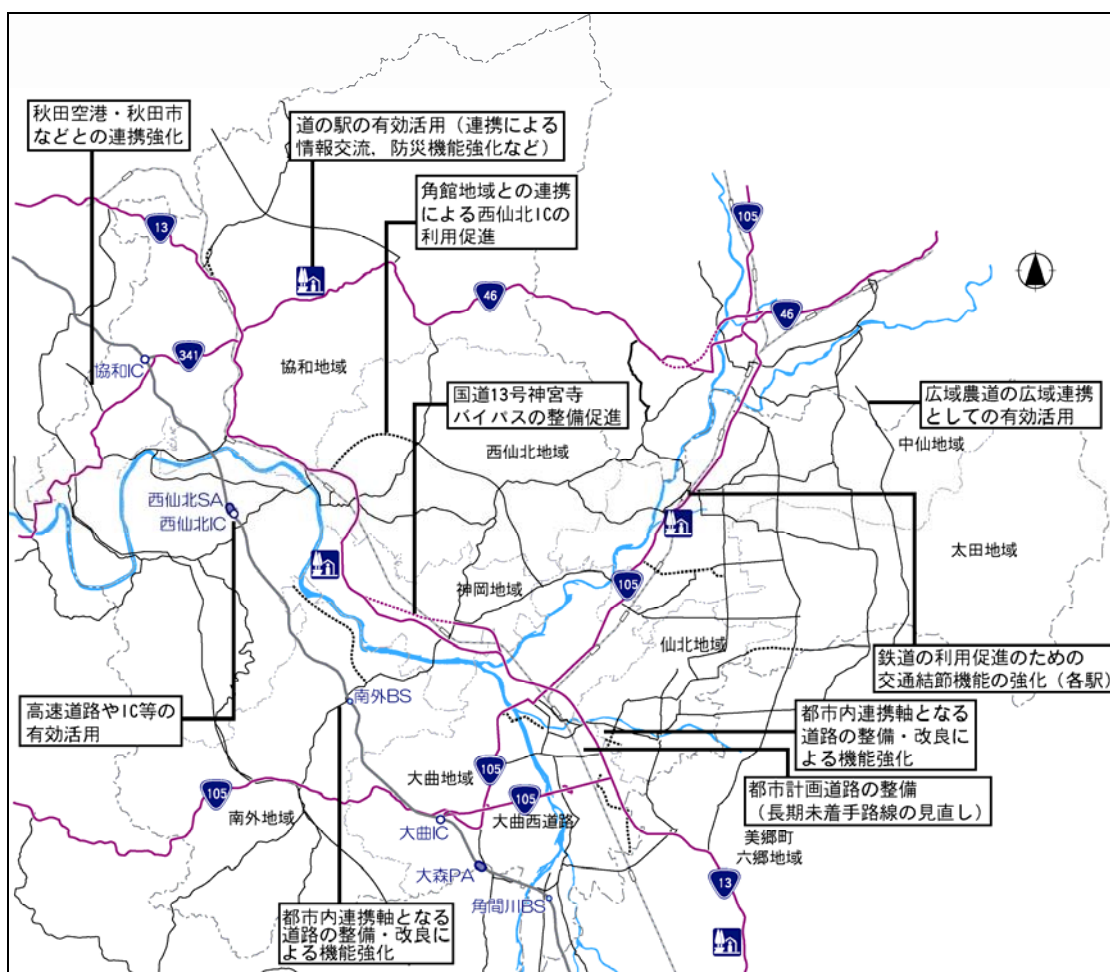 秋田空港・秋田市
などとの連携強化
道の駅の有効活用（連携による
情報交流、防災機能強化など）
角館地域との連携
による西仙北ICの
利用促進
13
105
46
46
341
協和IC
協和地域
国道13号神宮寺
バイパスの整備促進
広域農道の広域連携
としての有効活用
中仙地域
西仙北地域
西仙北SA
西仙北IC
太田地域
神岡地域
105
仙北地域
鉄道の利用促進のための
交通結節機能の強化（各駅）
南外BS
高速道路やIC等の
有効活用
都市内連携軸となる
道路の整備・改良
による機能強化
大曲地域
105
105
105
南外地域
大曲IC
大曲西道路
都市計画道路の整備
（長期未着手路線の見直し）
美郷町
六郷地域
大森PA
13
角間川BS
都市内連携軸となる
道路の整備・改良に
よる機能強化